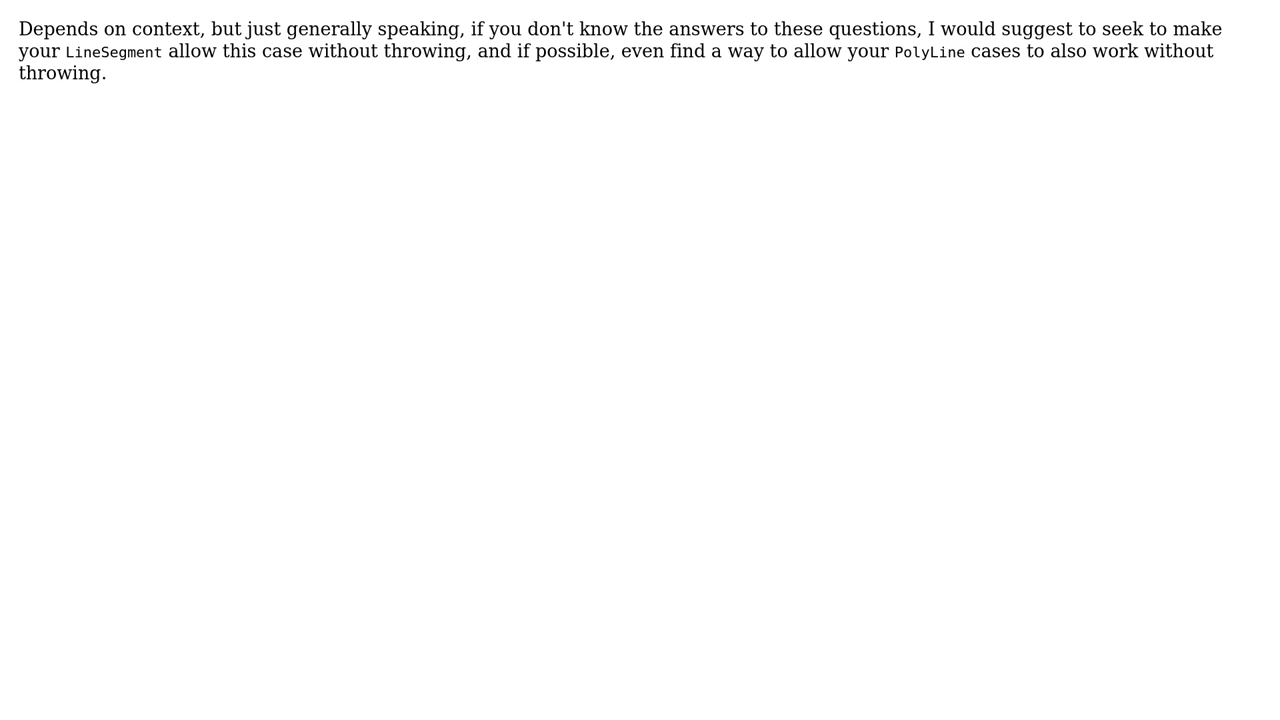 Depends on context, but just generally speaking, if you don't know the answers to these questions, I would suggest to seek to make
your LineSegment allow this case without throwing, and if possible, even find a way to allow your PolyLine cases to also work without
throwing.